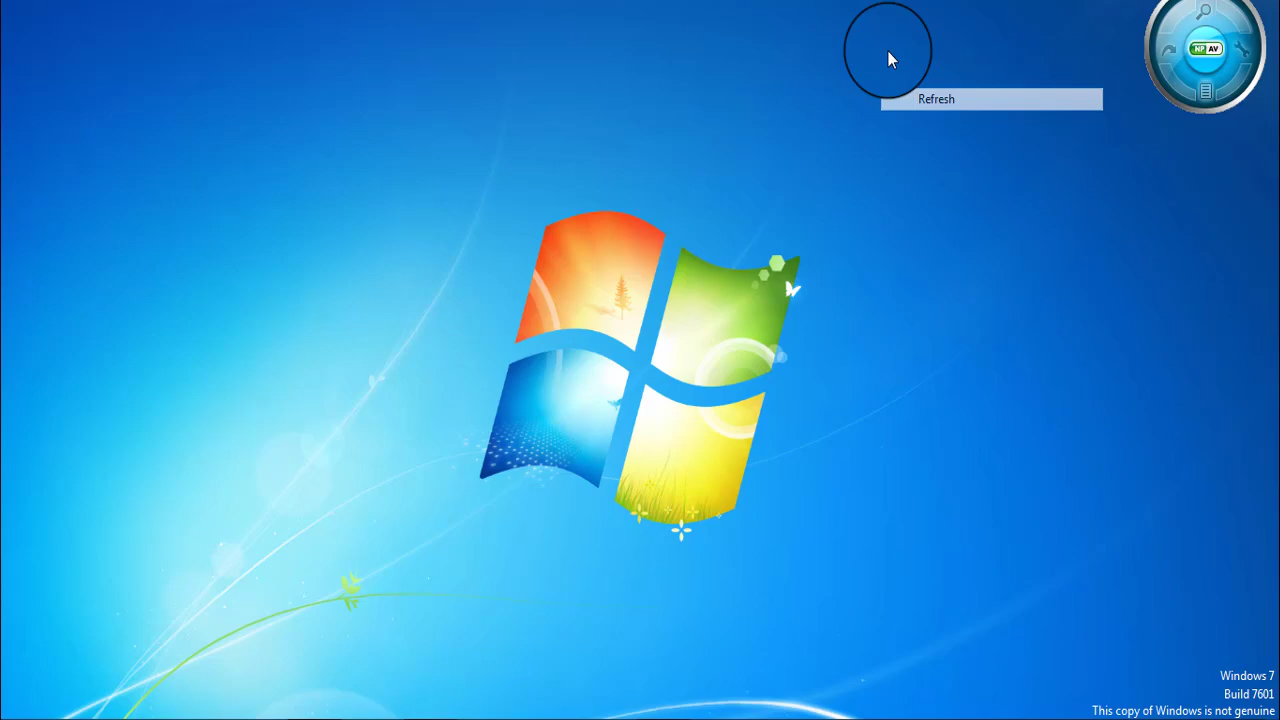 NP AV
Refresh
Windows 7
Build 7601
This copy of Windows is not genuine